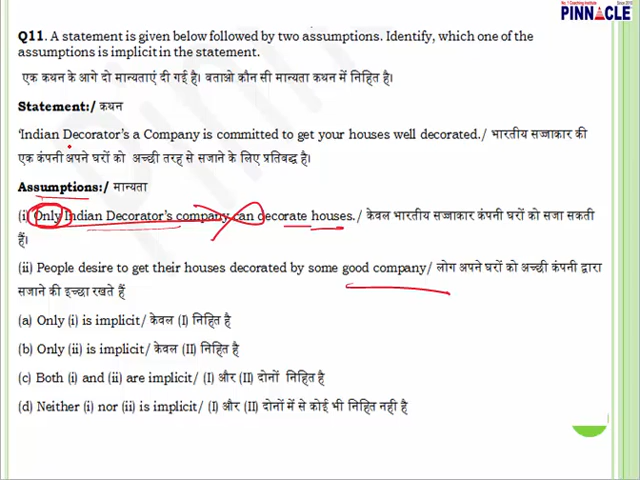 No. 1 Coaching Institute Since 2010
PINNACLE
Q11. A statement is given below followed by two assumptions. Identify, which one of the
assumptions is implicit in the statement.
एक कथन के आगे दो मान्यताएं दी गई है। बताओ कौन सी मान्यता कथन में निहित है।
Statement:/ कथन
'Indian Decorator's a Company is committed to get your houses well decorated./ भारतीय सज्जाकार की
एक कंपनी अपने घरों को अच्छी तरह से सजाने के लिए प्रतिबद्ध है।
Assumptions:/ मान्यता
(i) Only Indian Decorator's company can decorate houses./ केवल भारतीय सज्जाकार कंपनी घरों को सजा सकती
हैं।
(ii) People desire to get their houses decorated by some good company/ लोग अपने घरों को अच्छी कंपनी द्वारा
सजाने की इच्छा रखते हैं
(a) Only (i) is implicit/ केवल (I) निहित है
(b) Only (ii) is implicit/ केवल (II) निहित है
(c) Both (i) and (ii) are implicit/ (I) और (II) दोनों निहित है
(d) Neither (i) nor (ii) is implicit/ (I) और (II) दोनों में से कोई भी निहित नही है